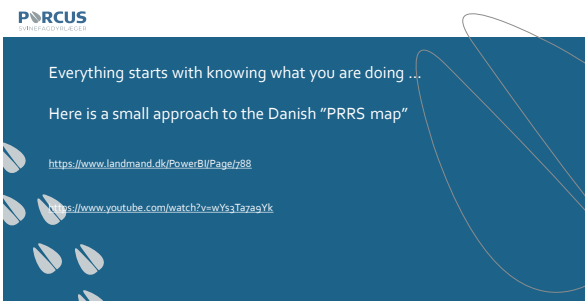 PORCUS
SVINEFAGDYRLÆGER
Everything starts with knowing what you are doing ...
Here is a small approach to the Danish "PRRS map"
https://www.landmand.dk/PowerBI/Page/788
https://www.youtube.com/watch?v=wYs3Ta7a9Yk